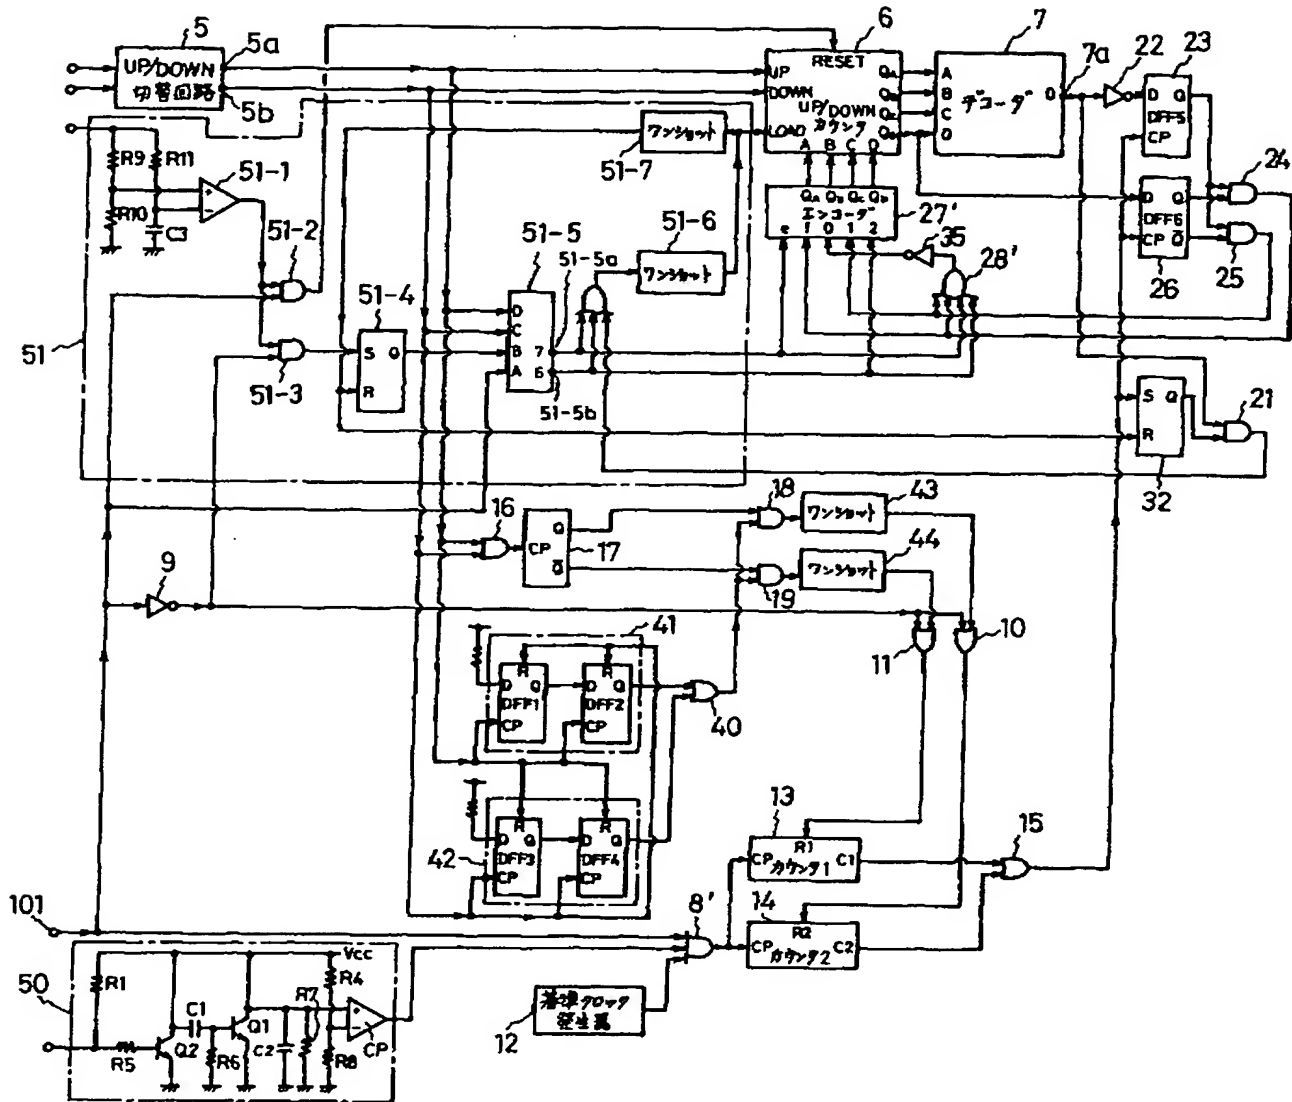 5
5a
UP/DOWN
切替回路
5b
6
RESET
UP
DOWN
LOAD
UP/DOWN
カウンタ
QA
QB
QC
QD
A B C D
7
A
B
C
D
デコーダ
0
7a
22
23
D Q
DFF5
CP
24
D Q
DFF6
CP Q̅
25
26
QA QB QC QD
エンコーダ
e f 0 1 2
27'
35
28'
ワンショット
51-7
51-6
ワンショット
R9
R11
51-1
+
-
R10
C3
51-2
51-3
51
51-4
S Q
R
51-5
51-5a
D
C
B 7
A 6
51-5b
S Q
R
32
21
16
Q
CP
Q̅
17
18
ワンショット
43
ワンショット
44
19
9
41
R
D Q
DFF1
CP
R
D Q
DFF2
CP
40
11
10
42
R
D Q
DFF3
CP
R
D Q
DFF4
CP
13
R1
CP カウンタ1 C1
14
R2
CP カウンタ2 C2
15
8'
101
50
R1
Vcc
R4
C1
R7
Q1
+
-
CP
R5
Q2
R6
C2
R8
基準クロック
発生器
12